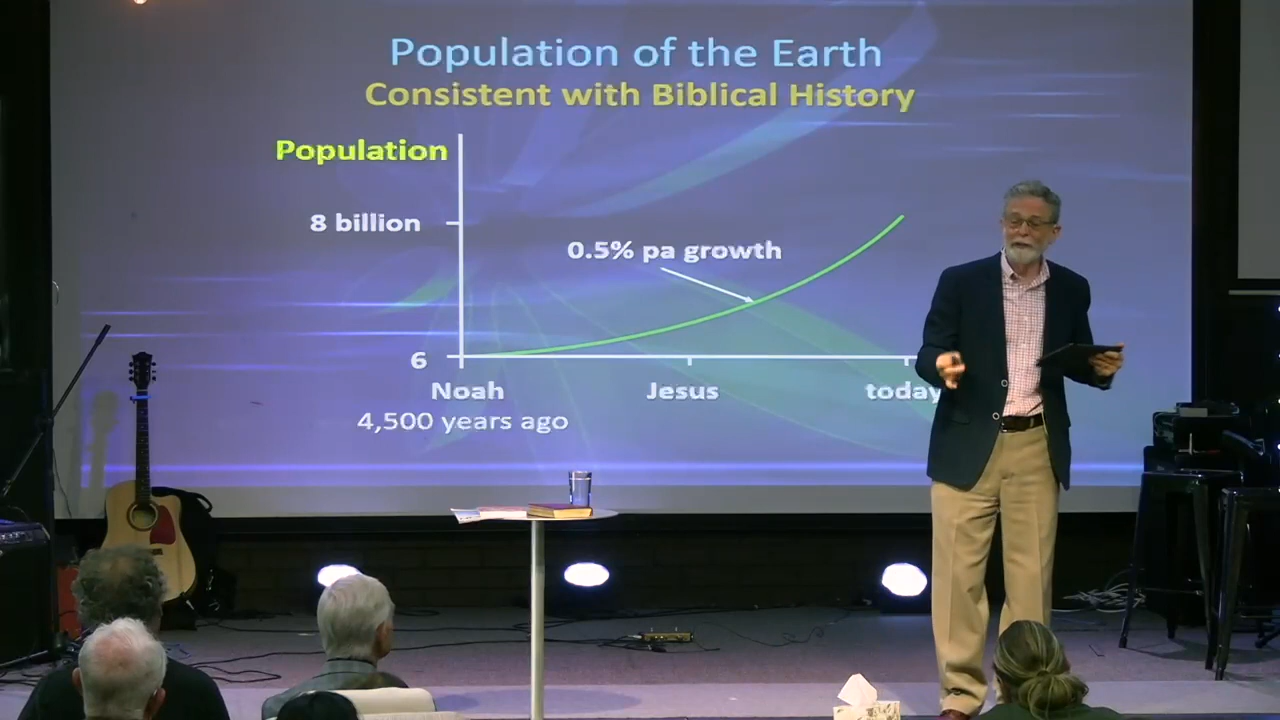 Population of the Earth
Consistent with Biblical History
Population
8 billion
0.5% pa growth
6
Noah
Jesus
today
4,500 years ago